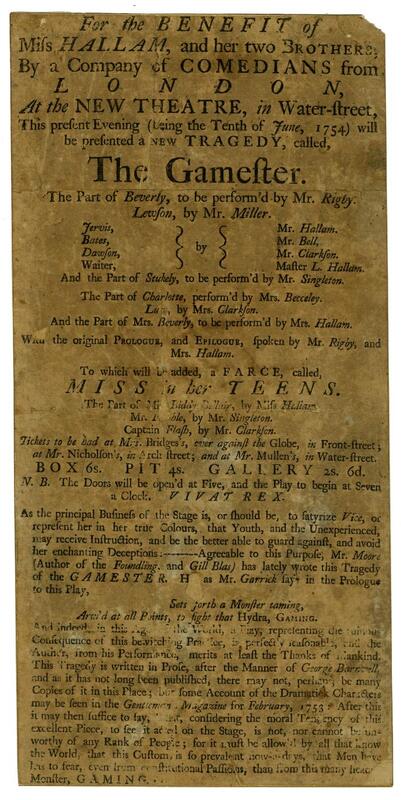 For the BENEFIT of
Miſs HALLAM, and her two BROTHERS;
By a Company of COMEDIANS from
LONDON,
At the NEW THEATRE, in Water-ſtreet,
This preſent Evening (being the Tenth of June, 1754) will
be preſented a NEW TRAGEDY, called,
The Gameſter.
The Part of Beverly, to be perform'd by Mr. Rigby.
Lewſon, by Mr. Miller.
Jervis, Mr. Hallam.
Bates, Mr. Bell,
by
Dawſon, Mr. Clarkſon.
Waiter, Maſter L. Hallam.
And the Part of Stukely, to be perform'd by Mr. Singleton.
The Part of Charlotte, perform'd by Mrs. Becceley.
Lucy, by Mrs. Clarkſon.
And the Part of Mrs. Beverly, to be perform'd by Mrs. Hallam.
With the original PROLOGUE, and EPILOGUE, ſpoken by Mr. Rigby, and
Mrs. Hallam.
To which will be added, a FARCE, called,
MISS in her TEENS.
The Part of Miſs by Miſs Hallam
Mr. by Mr. Singleton.
Captain Flaſh, by Mr. Clarkſon.
Tickets to be had at Mrs. Bridges's, over againſt the Globe, in Front-ſtreet;
at Mr. Nicholſon's, in Arch ſtreet; and at Mr. Mullen's, in Water-ſtreet.
BOX 6s. PIT 4s. GALLERY 2s. 6d.
N. B. The Doors will be open'd at Five, and the Play to begin at Seven
a Clock. VIVAT REX.
As the principal Buſineſs of the Stage is, or ſhould be, to ſatyrize Vice, or
repreſent her in her true Colours, that Youth, and the Unexperienced,
may receive Inſtruction, and be the better able to guard againſt, and avoid
her enchanting Deceptions:--------Agreeable to this Purpoſe, Mr. Moore
(Author of the Foundling, and Gil Blas) has lately wrote this Tragedy
of the GAMESTER. H as Mr. Garrick ſays in the Prologue
to this Play,
Sets forth a Monſter taming,
Arm'd at all Points, to fight that Hydra, GAMING.
And indeed, in this of the World, a Play, repreſenting the
Conſequence of this bewitching Practice, is perfectly reaſonable, and the
Author, from his Performance, merits at leaſt the Thanks of Mankind.
This Tragedy is written in Proſe, after the Manner of George Barnwell
and as it has not long been publiſhed, there may not, perhaps, be many
Copies of it in this Place; but ſome Account of the Dramatick Characters
may be ſeen in the Gentlemen's Magazine for February, 1753: After this
it may then ſuffice to ſay, that, conſidering the moral Tendency of this
excellent Piece, to ſee it acted on the Stage, is not, nor cannot be un-
worthy of any Rank of People; for it muſt be allow'd by all that know
the World, that this Cuſtom is ſo prevalent now-a-days, that Men have
leſs to fear, even from conſtitutional Paſſions, than from this many head
Monſter, GAMING.